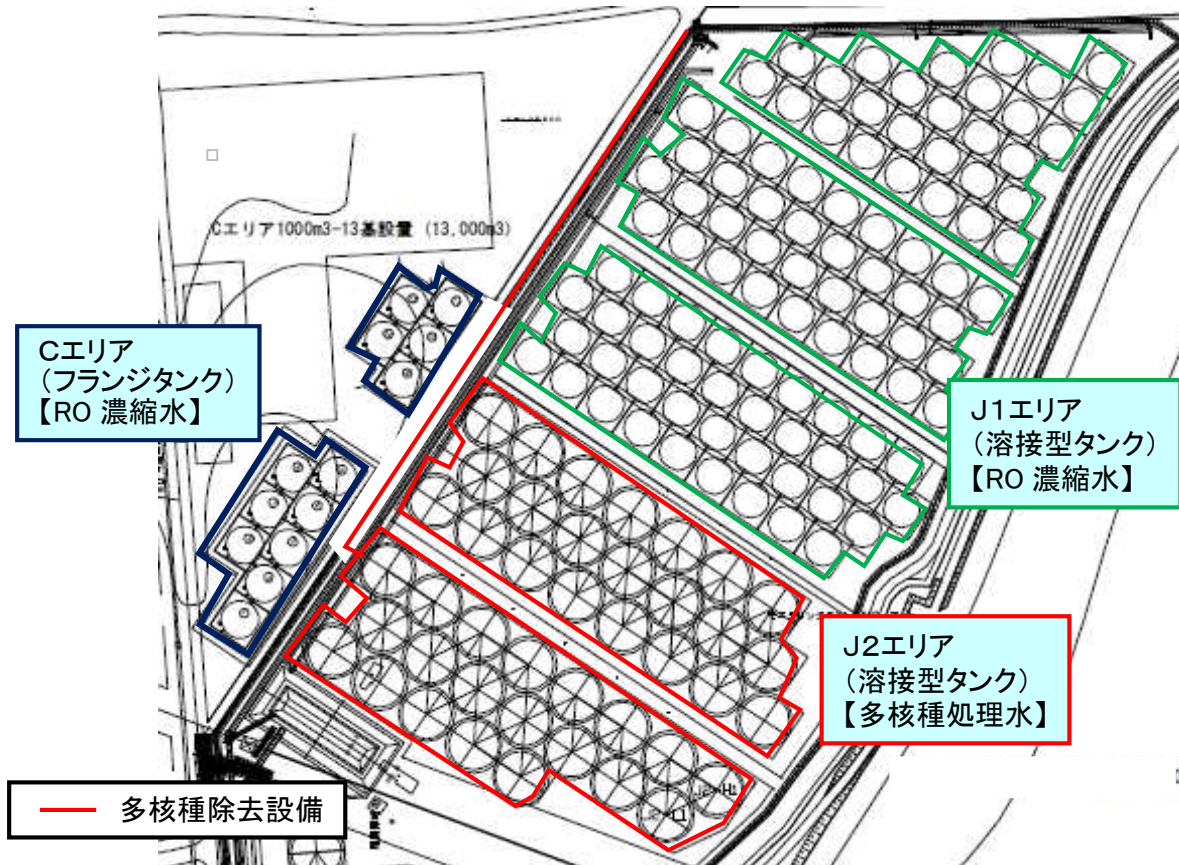 Cエリア1000m3-13基設置 (13,000m3)
Cエリア
(フランジタンク)
【RO 濃縮水】
J1エリア
(溶接型タンク)
【RO 濃縮水】
J2エリア
(溶接型タンク)
【多核種処理水】
多核種除去設備